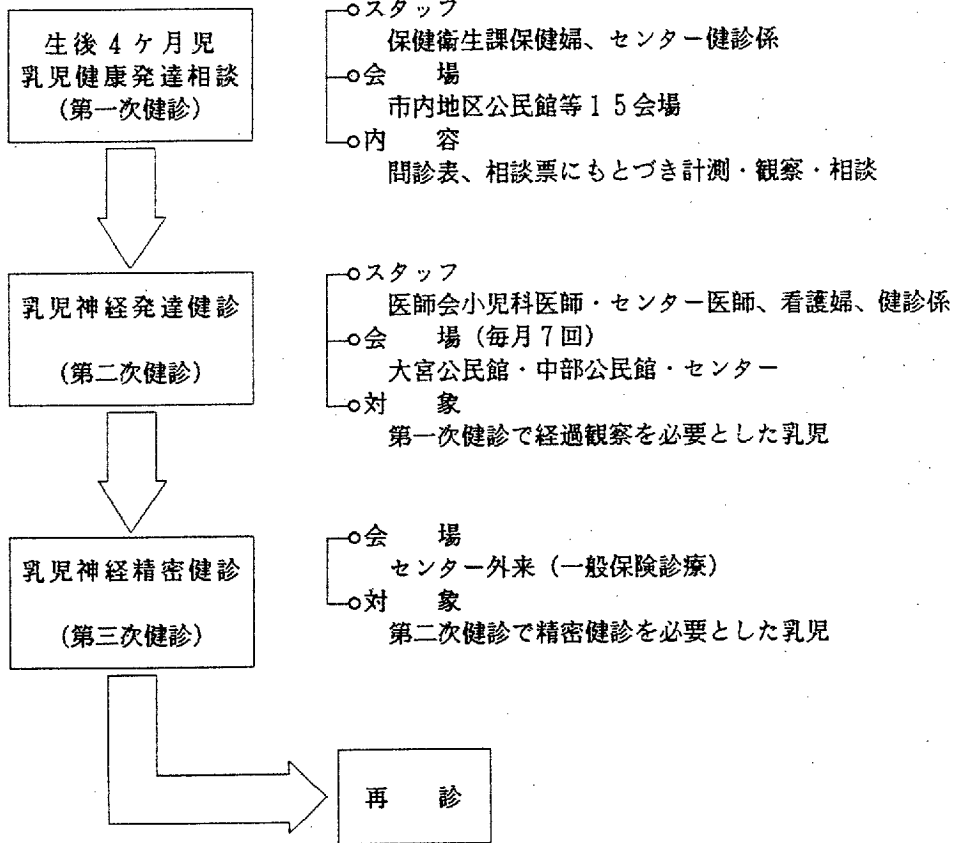 生後4ケ月児
乳児健康発達相談
(第一次健診)
スタッフ
保健衛生課保健婦、センター健診係
会　　場
市内地区公民館等15会場
内　　容
問診表、相談票にもとづき計測・観察・相談
乳児神経発達健診
(第二次健診)
スタッフ
医師会小児科医師・センター医師、看護婦、健診係
会　　場（毎月7回）
大宮公民館・中部公民館・センター
対　　象
第一次健診で経過観察を必要とした乳児
乳児神経精密健診
(第三次健診)
会　　場
センター外来（一般保険診療）
対　　象
第二次健診で精密健診を必要とした乳児
再　　診